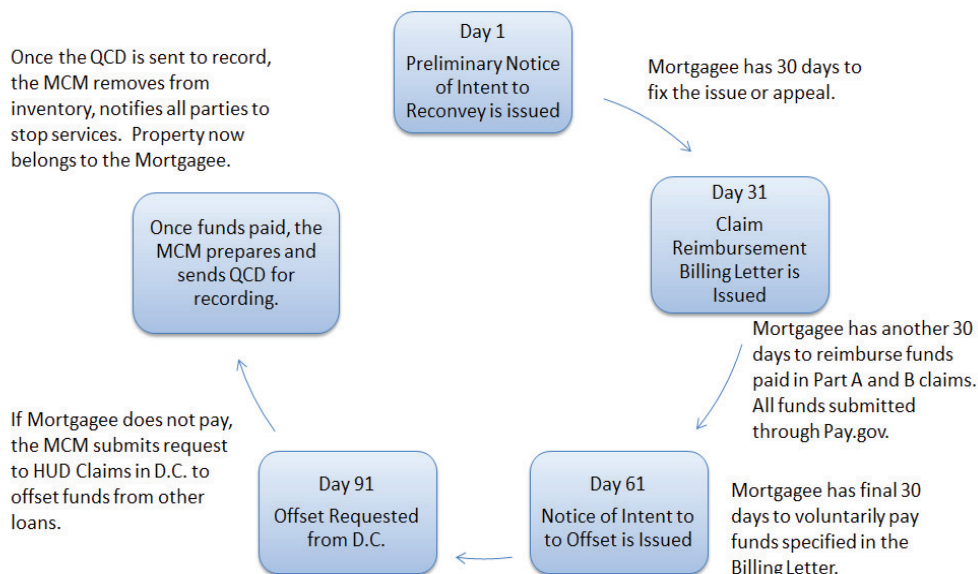 Day 1
Preliminary Notice
of Intent to
Reconvey is issued
Mortgagee has 30 days to
fix the issue or appeal.
Day 31
Claim
Reimbursement
Billing Letter is
Issued
Mortgagee has another 30
days to reimburse funds
paid in Part A and B claims.
All funds submitted
through Pay.gov.
Day 61
Notice of Intent to
to Offset is Issued
Mortgagee has final 30
days to voluntarily pay
funds specified in the
Billing Letter.
Day 91
Offset Requested
from D.C.
If Mortgagee does not pay,
the MCM submits request
to HUD Claims in D.C. to
offset funds from other
loans.
Once funds paid, the
MCM prepares and
sends QCD for
recording.
Once the QCD is sent to record,
the MCM removes from
inventory, notifies all parties to
stop services.  Property now
belongs to the Mortgagee.